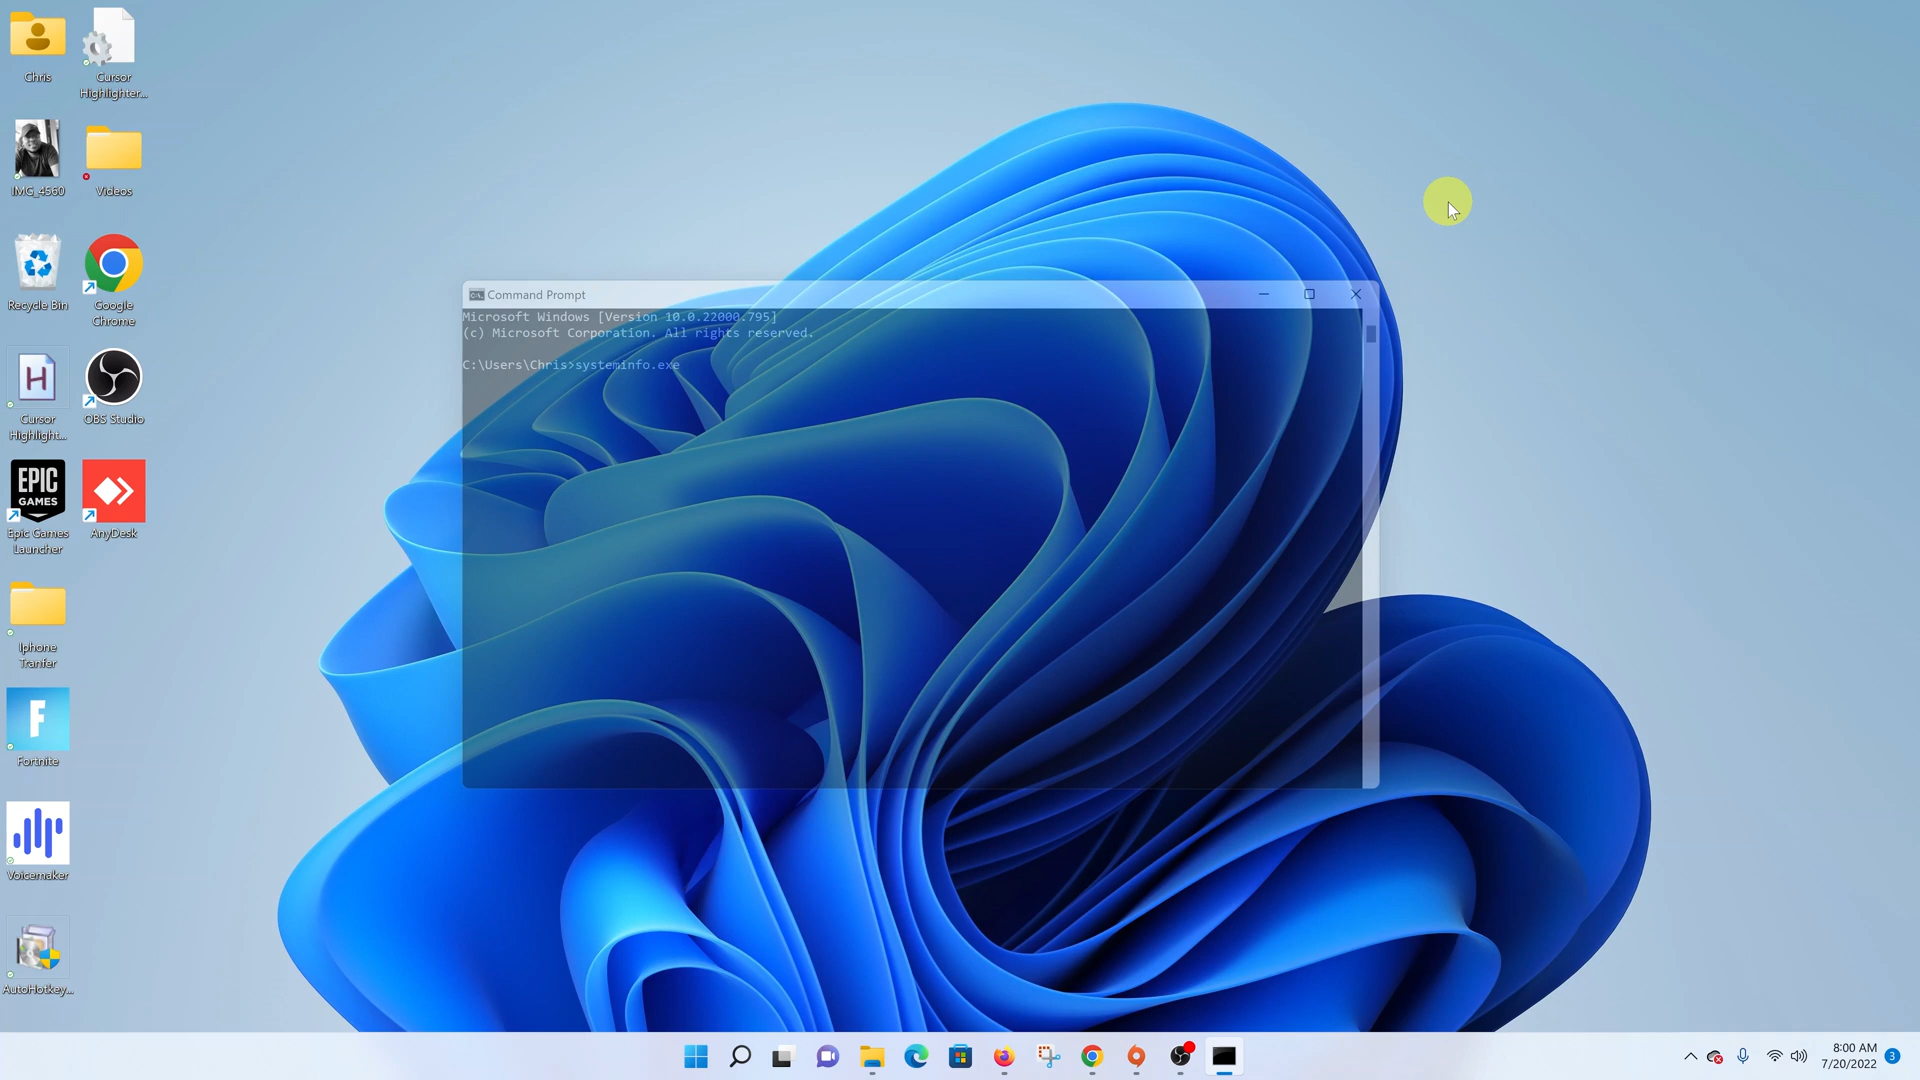 Chris
Cursor
Highlighter...
IMG_4560
Videos
Recycle Bin
Google
Chrome
H
Cursor
Highlight...
OBS Studio
EPIC
GAMES
Epic Games
Launcher
AnyDesk
Iphone
Tranfer
F
Fortnite
Voicemaker
AutoHotkey...
Command Prompt
Microsoft Windows [Version 10.0.22000.795]
(c) Microsoft Corporation. All rights reserved.
C:\Users\Chris>systeminfo.exe
8:00 AM
7/20/2022
3